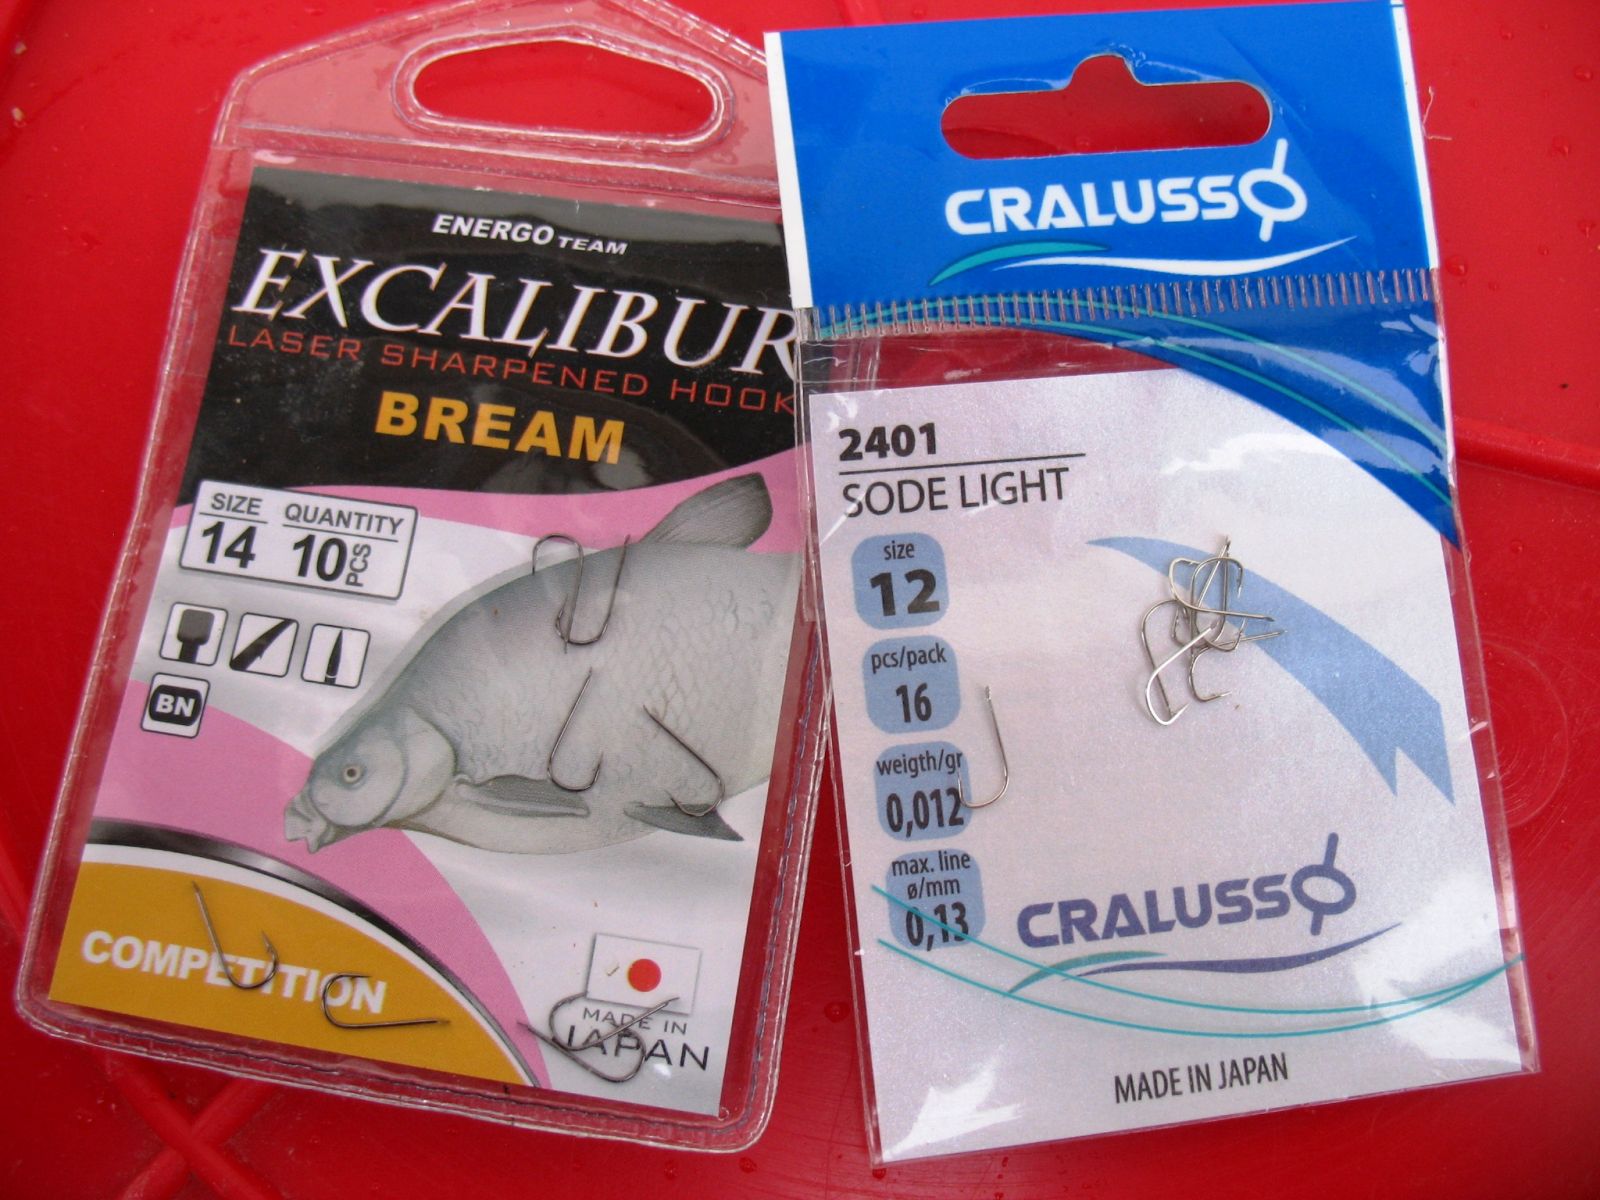 ENERGO TEAM
EXCALIBUR
LASER SHARPENED HOOK
BREAM
SIZE
14
QUANTITY
10 PCS
BN
COMPETITION
MADE IN
JAPAN
CRALUSSO
2401
SODE LIGHT
size
12
pcs/pack
16
weigth/gr
0,012
max. line
ø/mm
0,13
CRALUSSO
MADE IN JAPAN